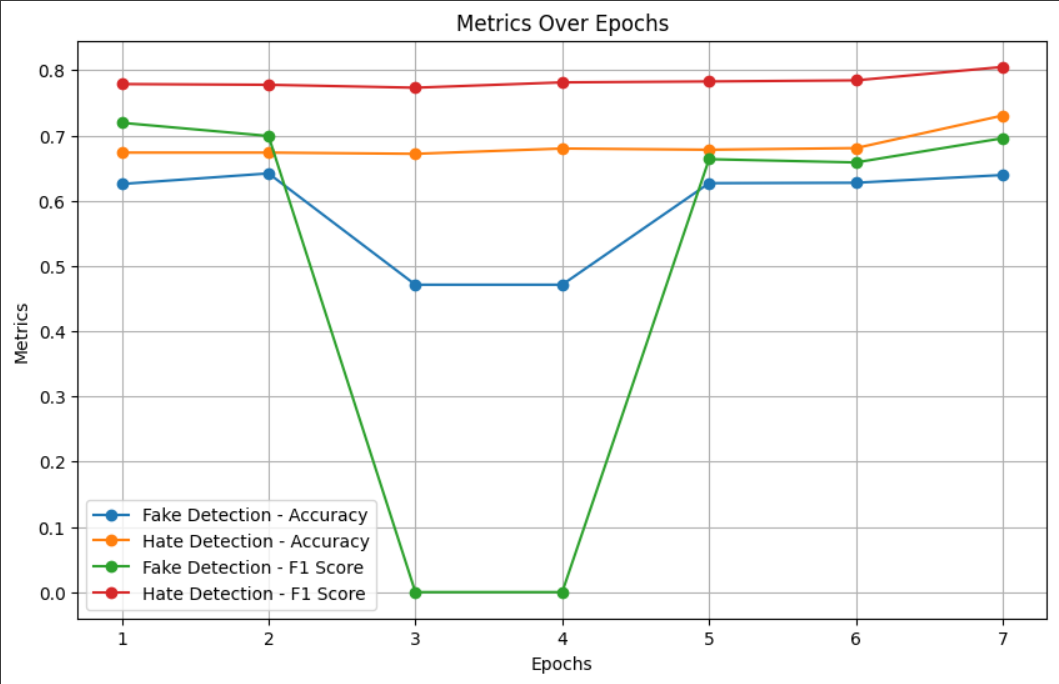 Metrics Over Epochs
Metrics
0.8
0.7
0.6
0.5
0.4
0.3
0.2
0.1
0.0
Fake Detection - Accuracy
Hate Detection - Accuracy
Fake Detection - F1 Score
Hate Detection - F1 Score
1 2 3 4 5 6 7
Epochs